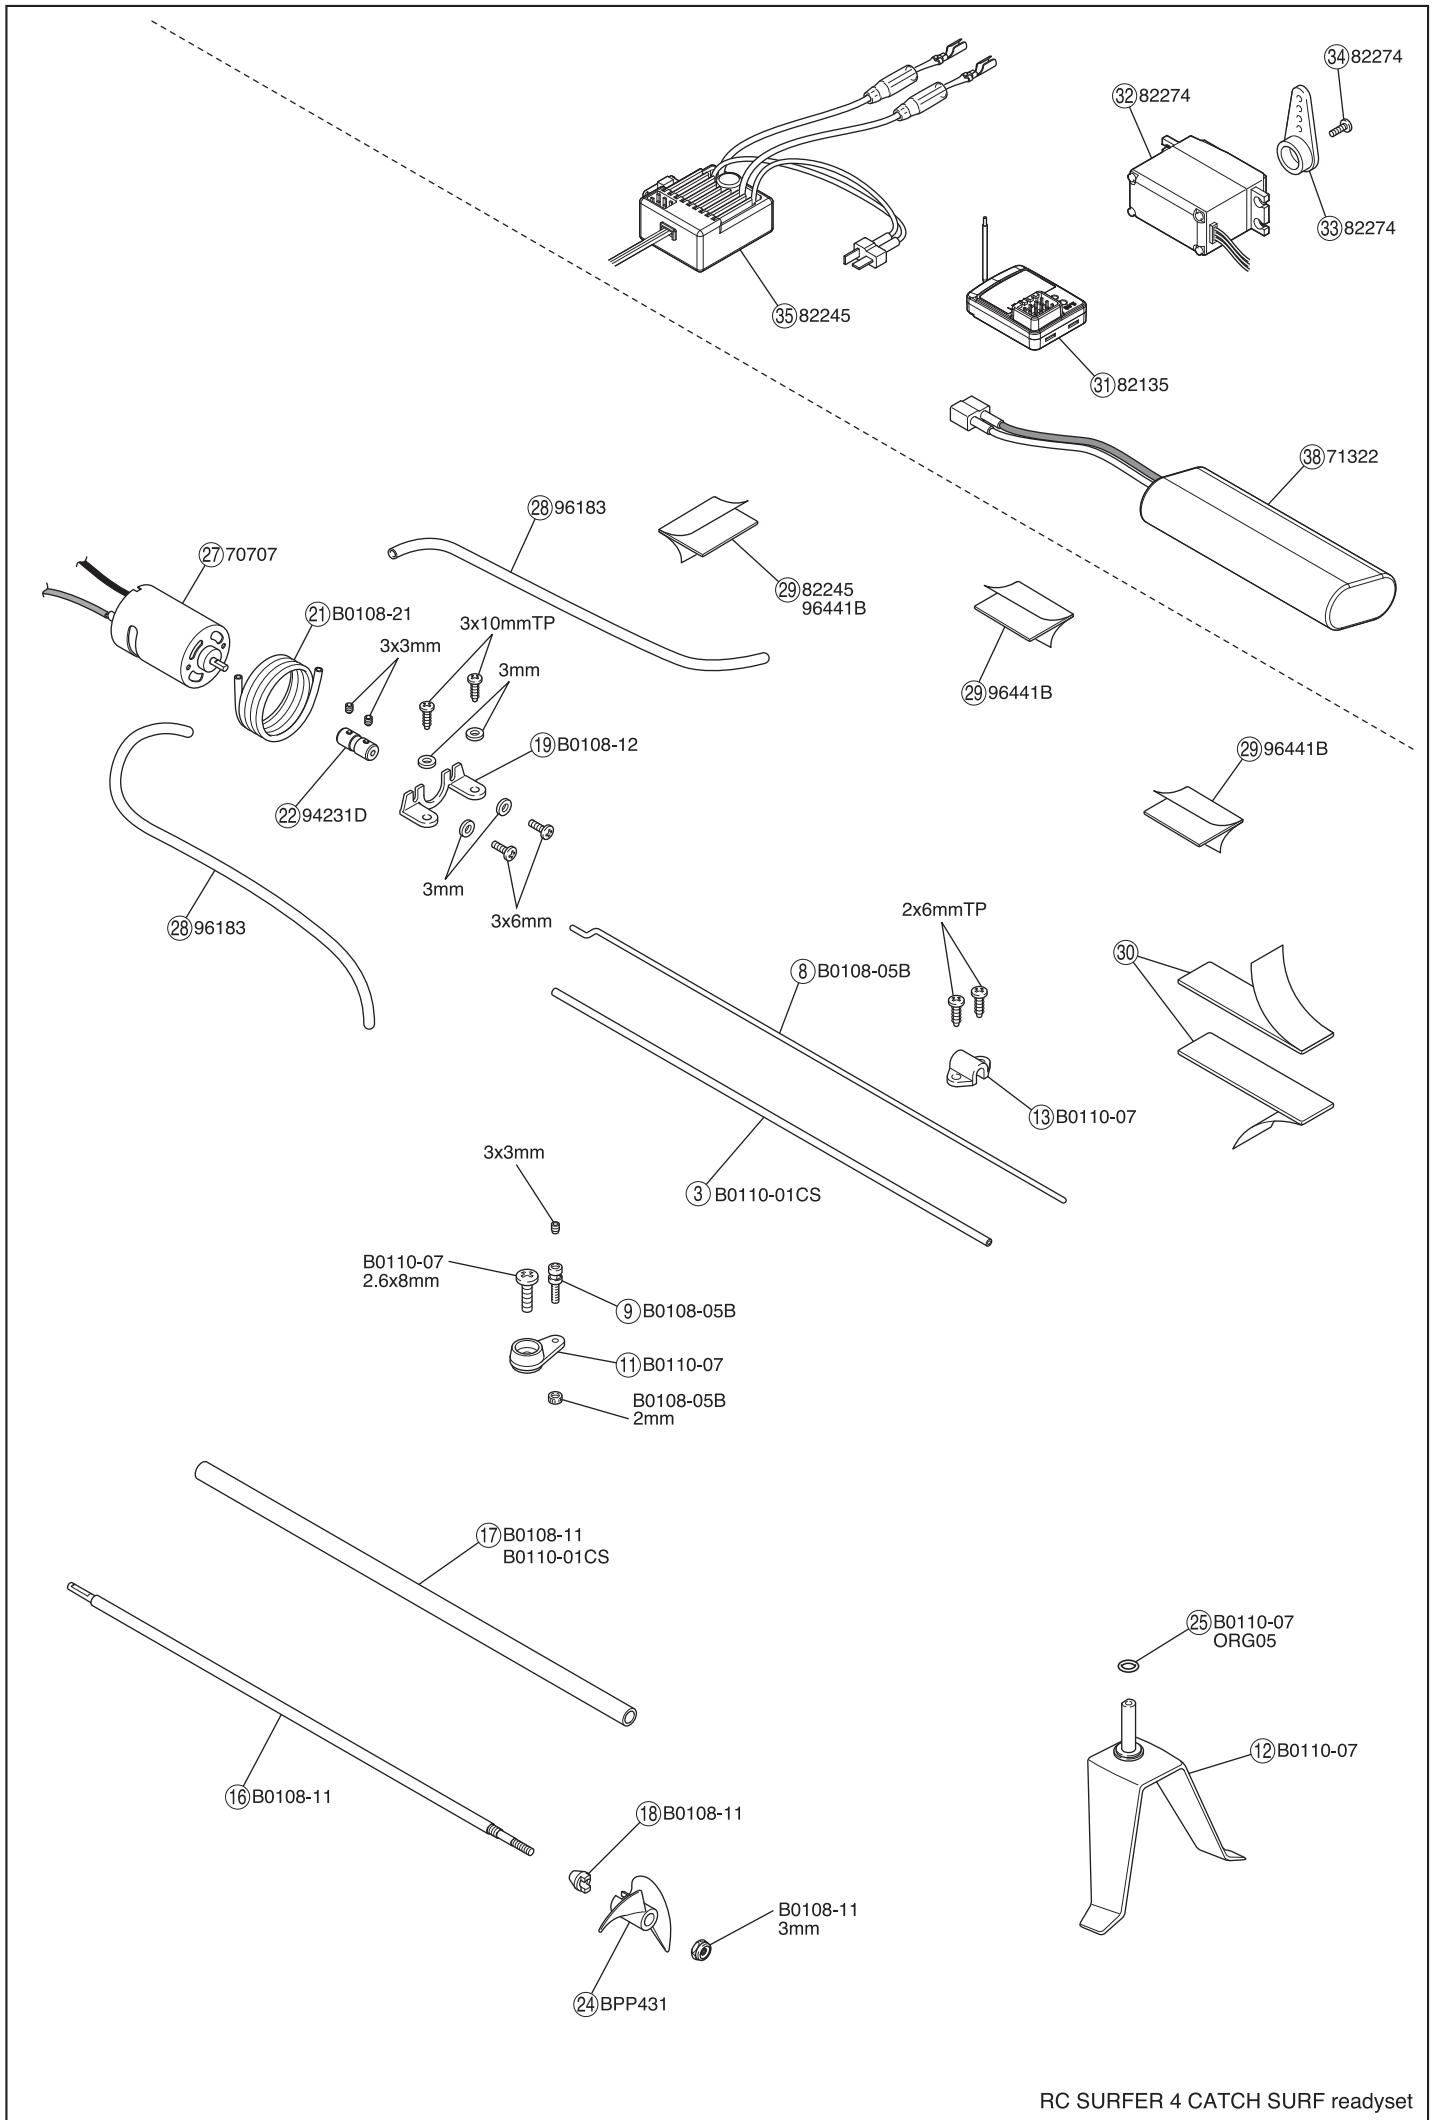 34 82274
32 82274
33 82274
35 82245
31 82135
38 71322
28 96183
27 70707
29 82245
96441B
21 B0108-21
3x10mmTP
3x3mm
3mm
29 96441B
19 B0108-12
29 96441B
22 94231D
3mm
3x6mm
28 96183
2x6mmTP
30
8 B0108-05B
13 B0110-07
3x3mm
3 B0110-01CS
B0110-07
2.6x8mm
9 B0108-05B
11 B0110-07
B0108-05B
2mm
17 B0108-11
B0110-01CS
25 B0110-07
ORG05
12 B0110-07
16 B0108-11
18 B0108-11
B0108-11
3mm
24 BPP431
RC SURFER 4 CATCH SURF readyset